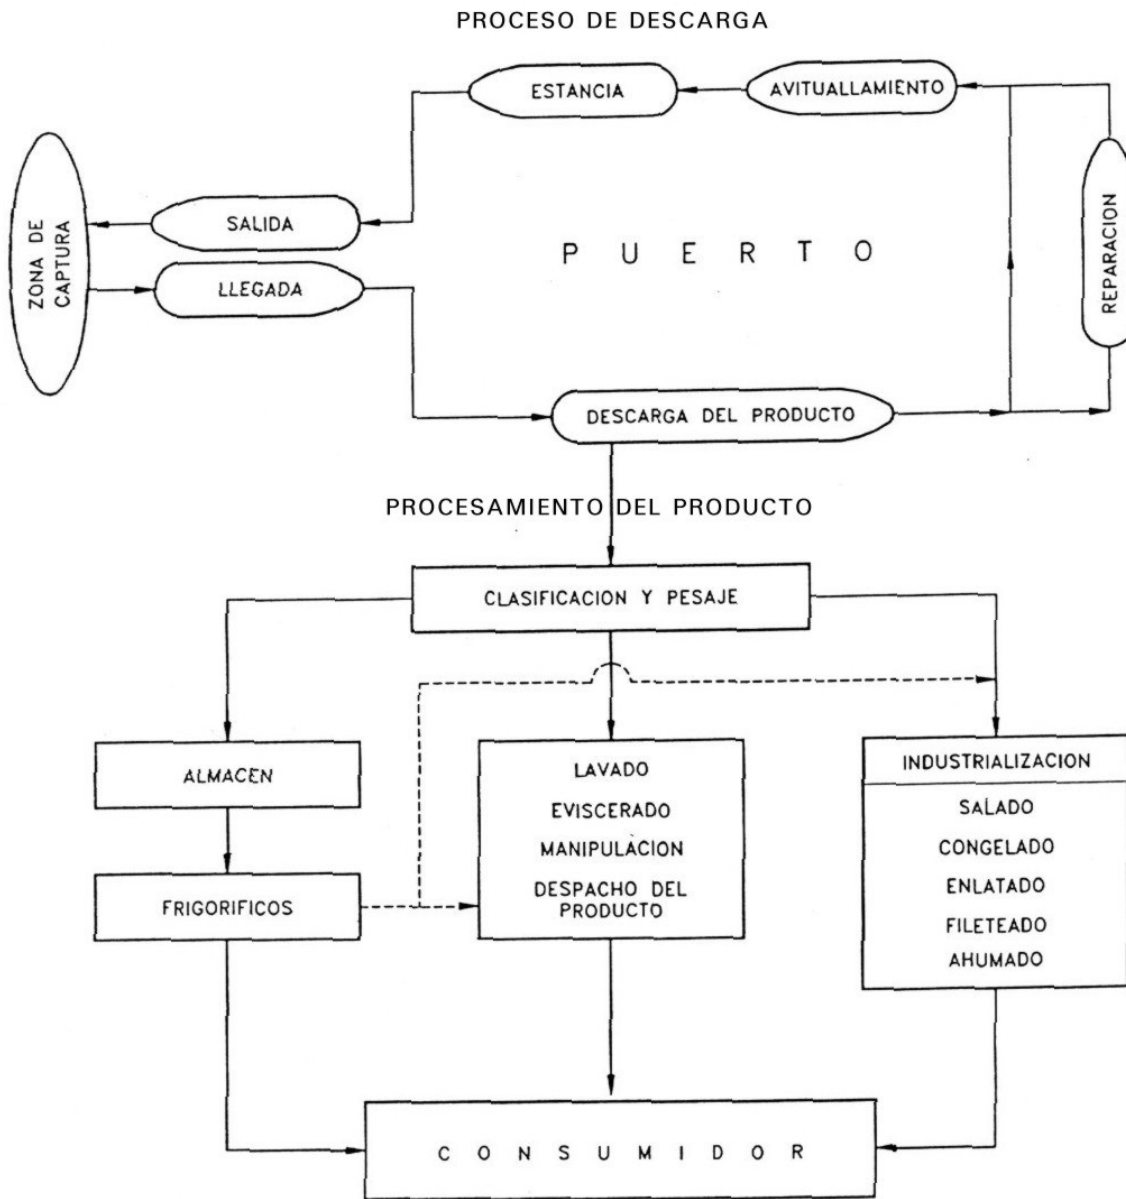 PROCESO DE DESCARGA
ESTANCIA
AVITUALLAMIENTO
ZONA DE
CAPTURA
SALIDA
LLEGADA
P U E R T O
REPARACION
DESCARGA DEL PRODUCTO
PROCESAMIENTO DEL PRODUCTO
CLASIFICACION Y PESAJE
ALMACÉN
FRIGORIFICOS
LAVADO
EVISCERADO
MANIPULACION
DESPACHO DEL
PRODUCTO
INDUSTRIALIZACION
SALADO
CONGELADO
ENLATADO
FILETEADO
AHUMADO
C O N S U M I D O R